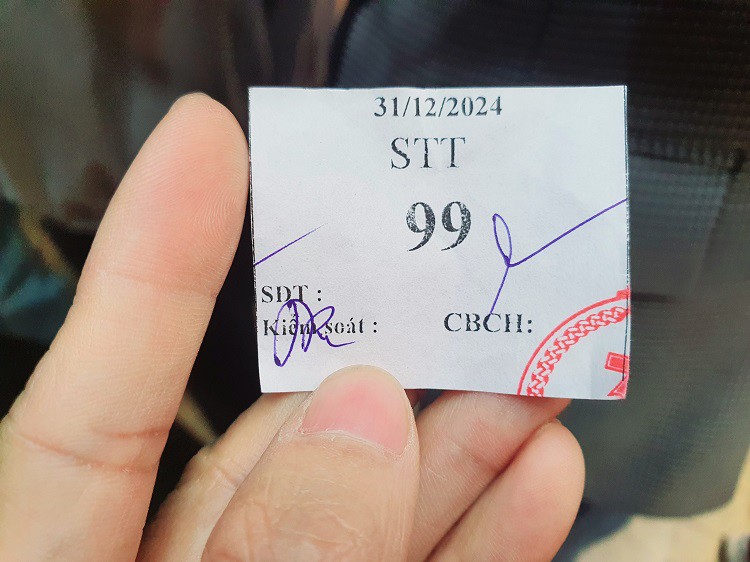 31/12/2024
STT
99
SĐT :
Kiểm soát :
CBCH: